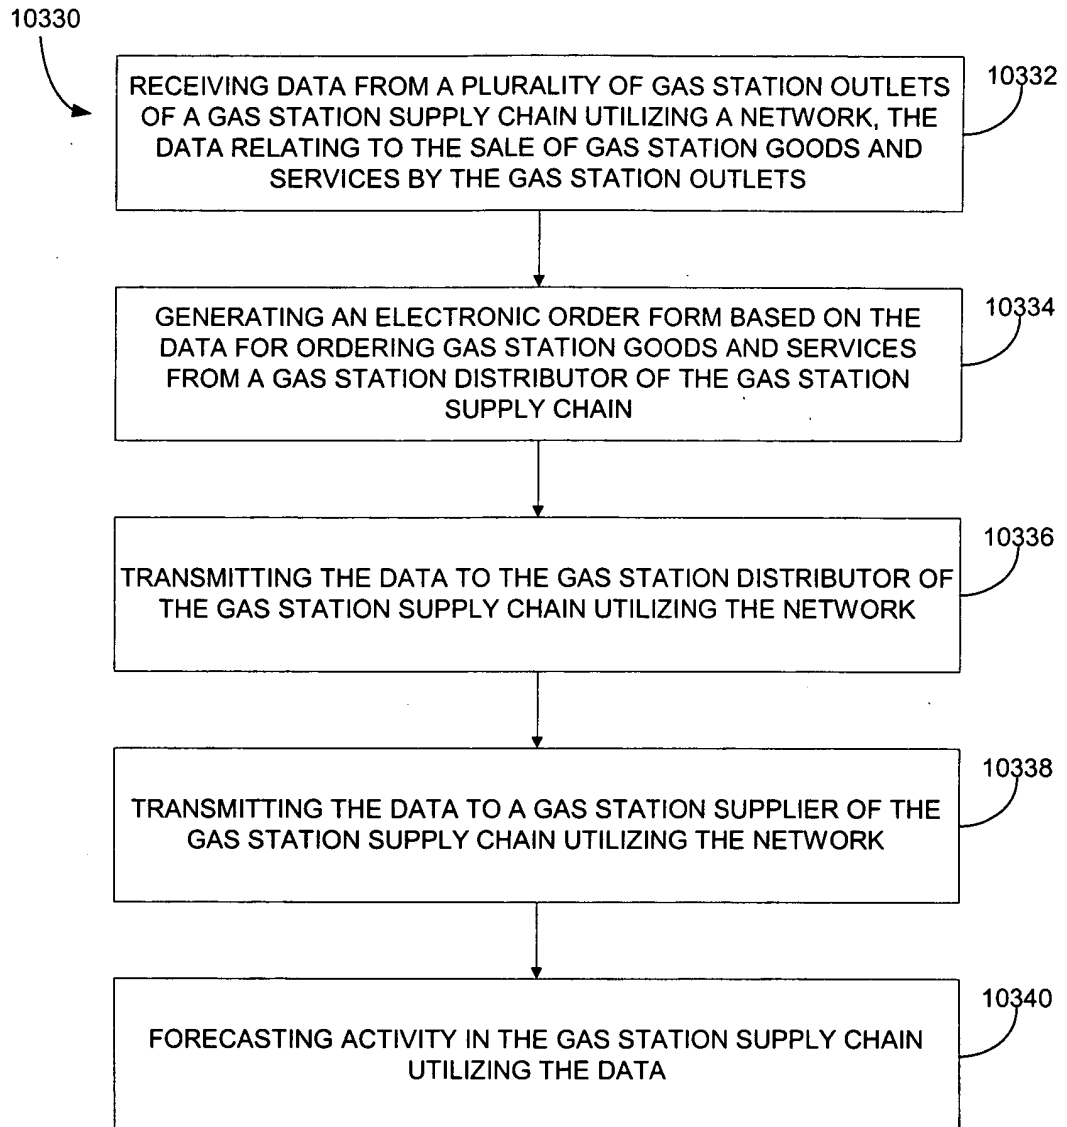 10330
10332
RECEIVING DATA FROM A PLURALITY OF GAS STATION OUTLETS
OF A GAS STATION SUPPLY CHAIN UTILIZING A NETWORK, THE
DATA RELATING TO THE SALE OF GAS STATION GOODS AND
SERVICES BY THE GAS STATION OUTLETS
10334
GENERATING AN ELECTRONIC ORDER FORM BASED ON THE
DATA FOR ORDERING GAS STATION GOODS AND SERVICES
FROM A GAS STATION DISTRIBUTOR OF THE GAS STATION
SUPPLY CHAIN
10336
TRANSMITTING THE DATA TO THE GAS STATION DISTRIBUTOR OF
THE GAS STATION SUPPLY CHAIN UTILIZING THE NETWORK
10338
TRANSMITTING THE DATA TO A GAS STATION SUPPLIER OF THE
GAS STATION SUPPLY CHAIN UTILIZING THE NETWORK
10340
FORECASTING ACTIVITY IN THE GAS STATION SUPPLY CHAIN
UTILIZING THE DATA